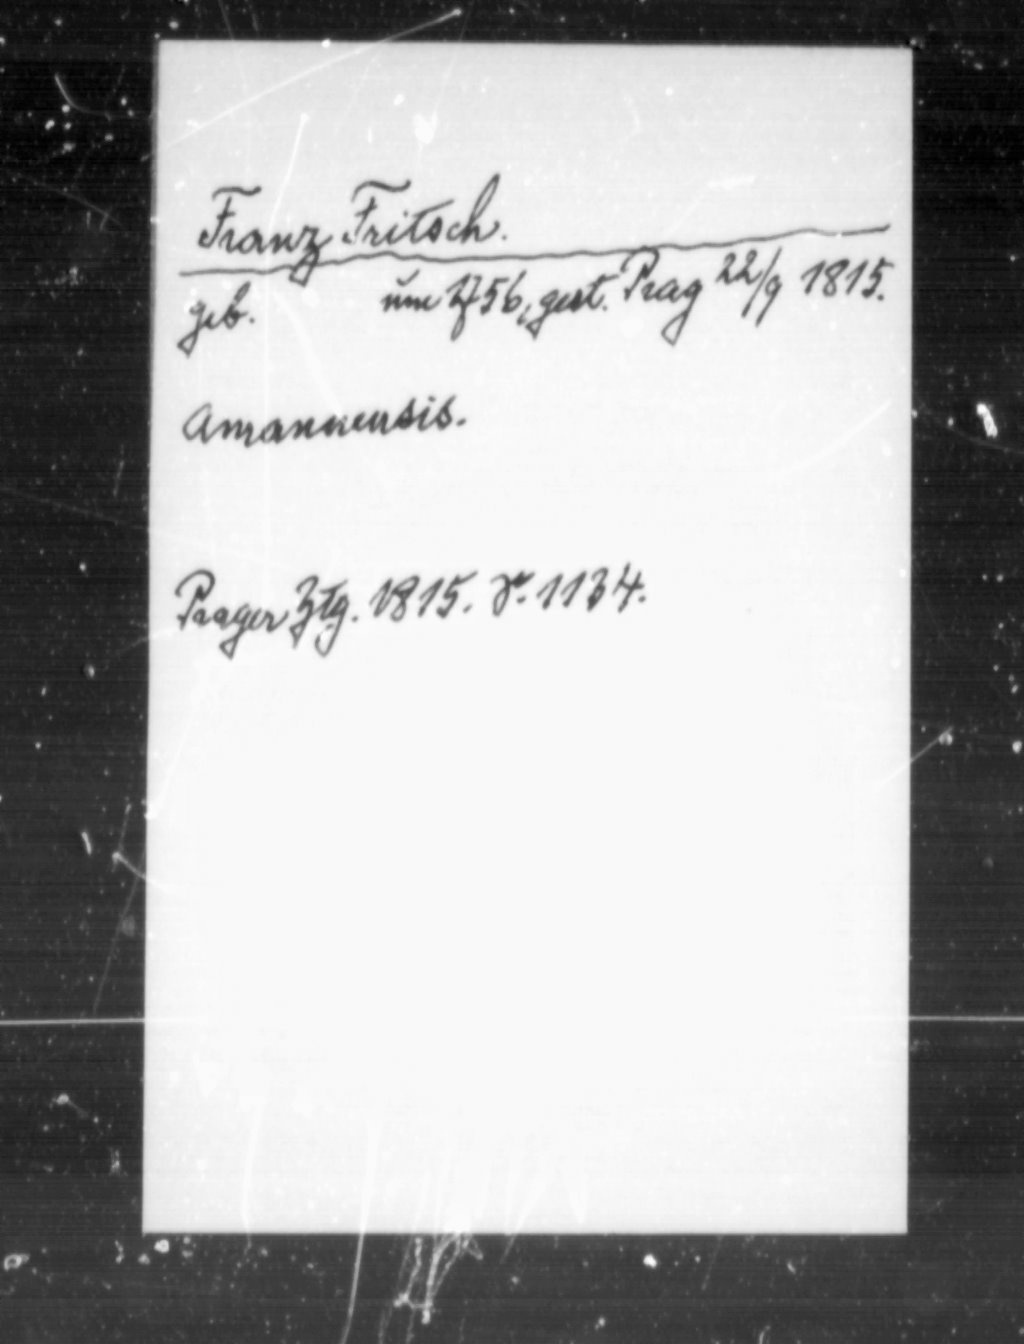 Franz Fritsch.
geb. um 1756, gest. Prag 22/9 1815.
Amanuensis.
Prager Ztg. 1815. S. 1134.